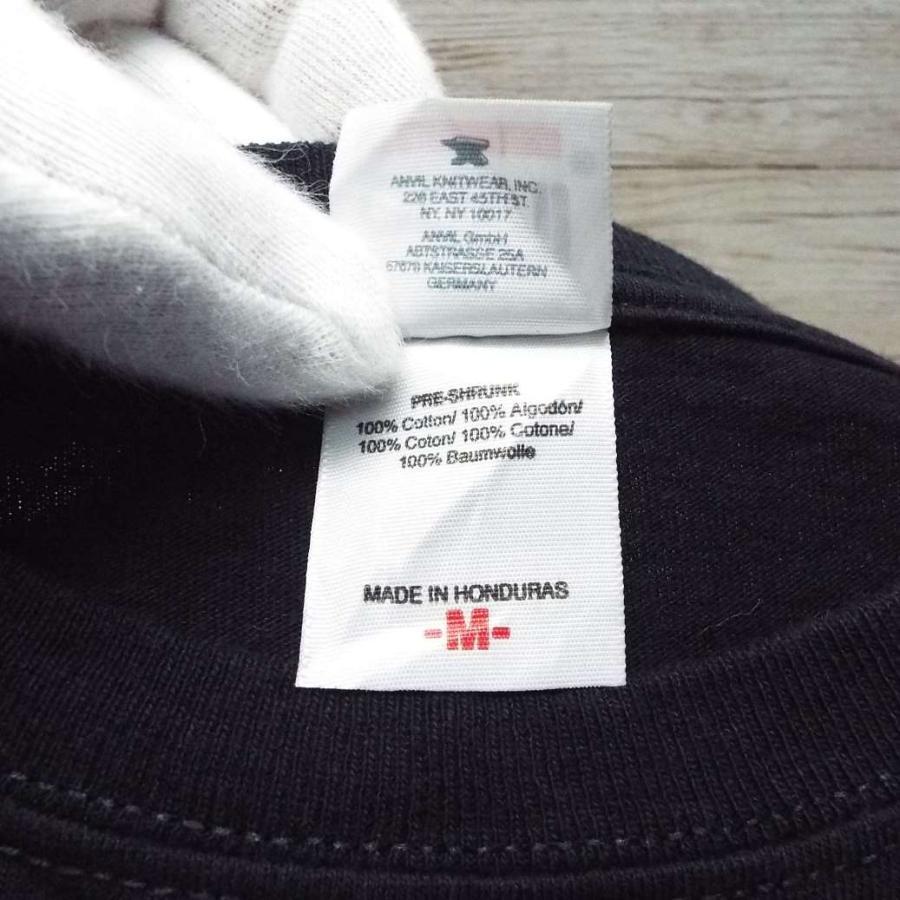 ANVIL KNITWEAR, INC.
228 EAST 45TH ST.
NY, NY 10017
ANVIL GmbH
ABTSTRASSE 25A
67678 KAISERSLAUTERN
GERMANY
PRE-SHRUNK
100% Cotton/ 100% Algodón/
100% Coton/ 100% Cotone/
100% Baumwolle
MADE IN HONDURAS
-M-